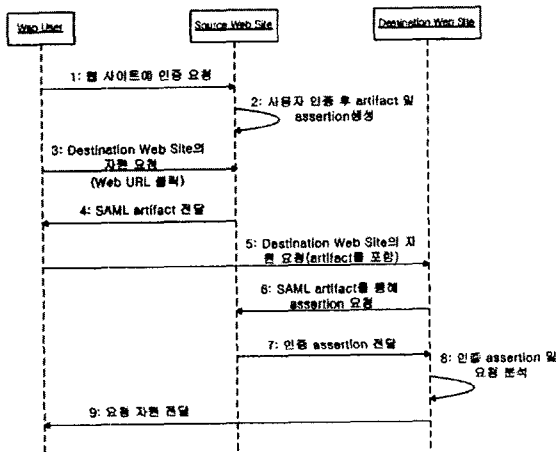 Web User
Source Web Site
Destination Web Site
1: 웹 사이트에 인증 요청
2: 사용자 인증 후 artifact 및
assertion생성
3: Destination Web Site의
자원 요청
(Web URL 클릭)
4: SAML artifact 전달
5: Destination Web Site의 자
원 요청(artifact를 포함)
6: SAML artifact를 통해
assertion 요청
7: 인증 assertion 전달
8: 인증 assertion 및
요청 분석
9: 요청 자원 전달